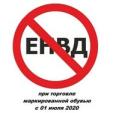 ЕНВД
при торговле
маркированной обувью
с 01 июля 2020